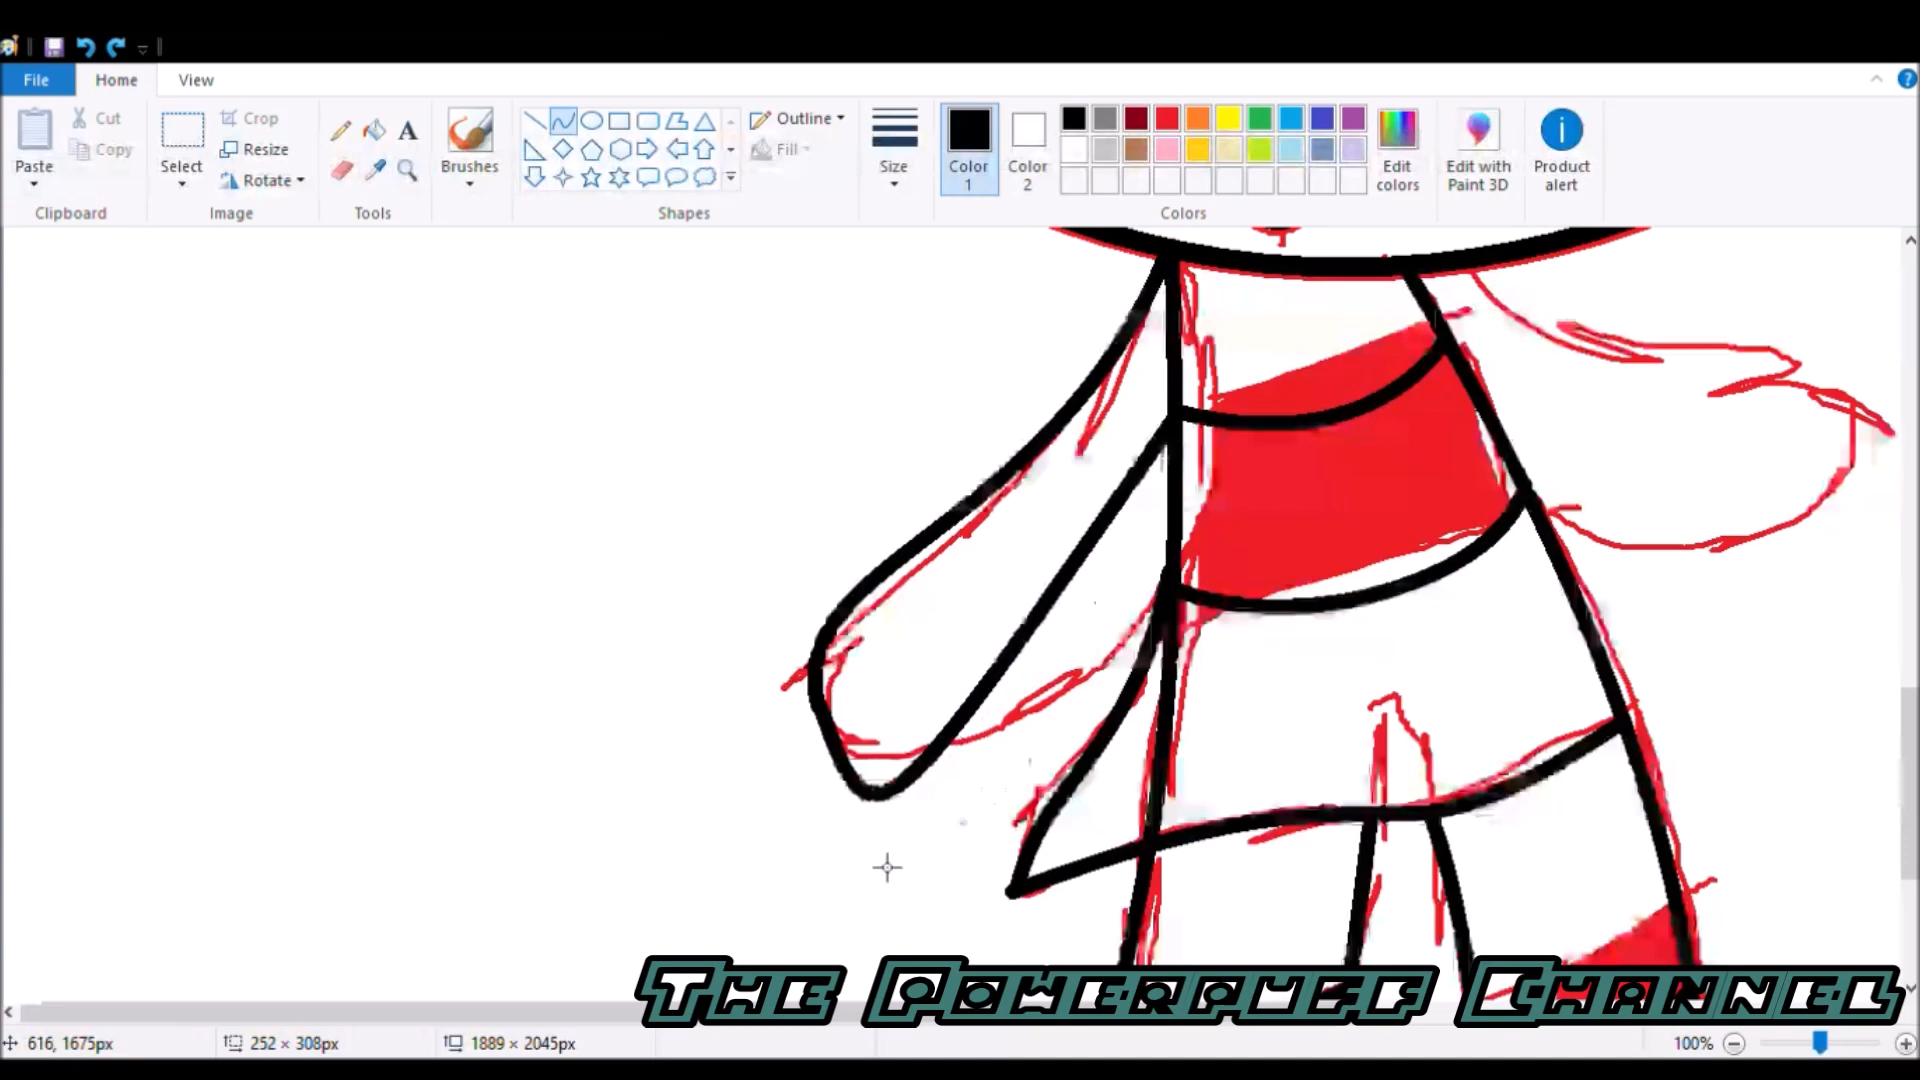 File Home View
Paste Cut Copy Clipboard
Select Crop Resize Rotate Image
Tools
A
Brushes
Shapes
Outline Fill
Size
Color 1
Color 2
Edit colors
Colors
Edit with Paint 3D
Product alert
The Powerpuff Channel
616, 1675px 252 × 308px 1889 × 2045px 100%